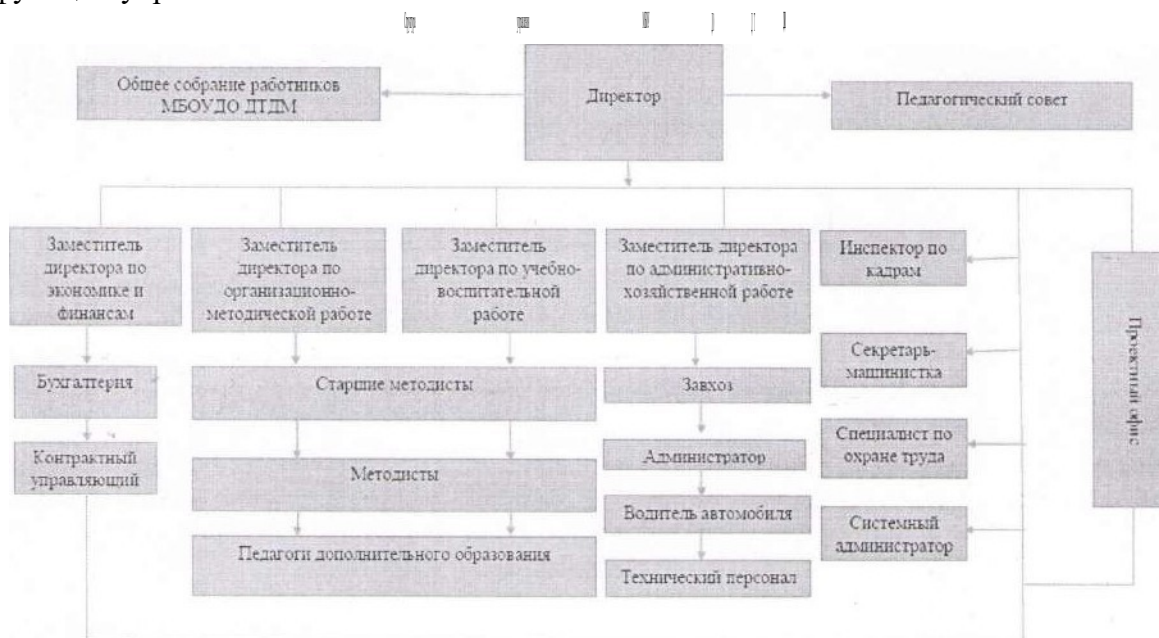 Общее собрание работников
МБОУДО ДТДМ
Директор
Педагогический совет
Заместитель
директора по
экономике и
финансам
Заместитель
директора по
организационно-
методической работе
Заместитель
директора по учебно-
воспитательной
работе
Заместитель директора
по административно-
хозяйственной работе
Инспектор по
кадрам
Проектный офис
Бухгалтерия
Старшие методисты
Завхоз
Секретарь-
машинистка
Контрактный
управляющий
Методисты
Администратор
Специалист по
охране труда
Водитель автомобиля
Системный
администратор
Педагоги дополнительного образования
Технический персонал